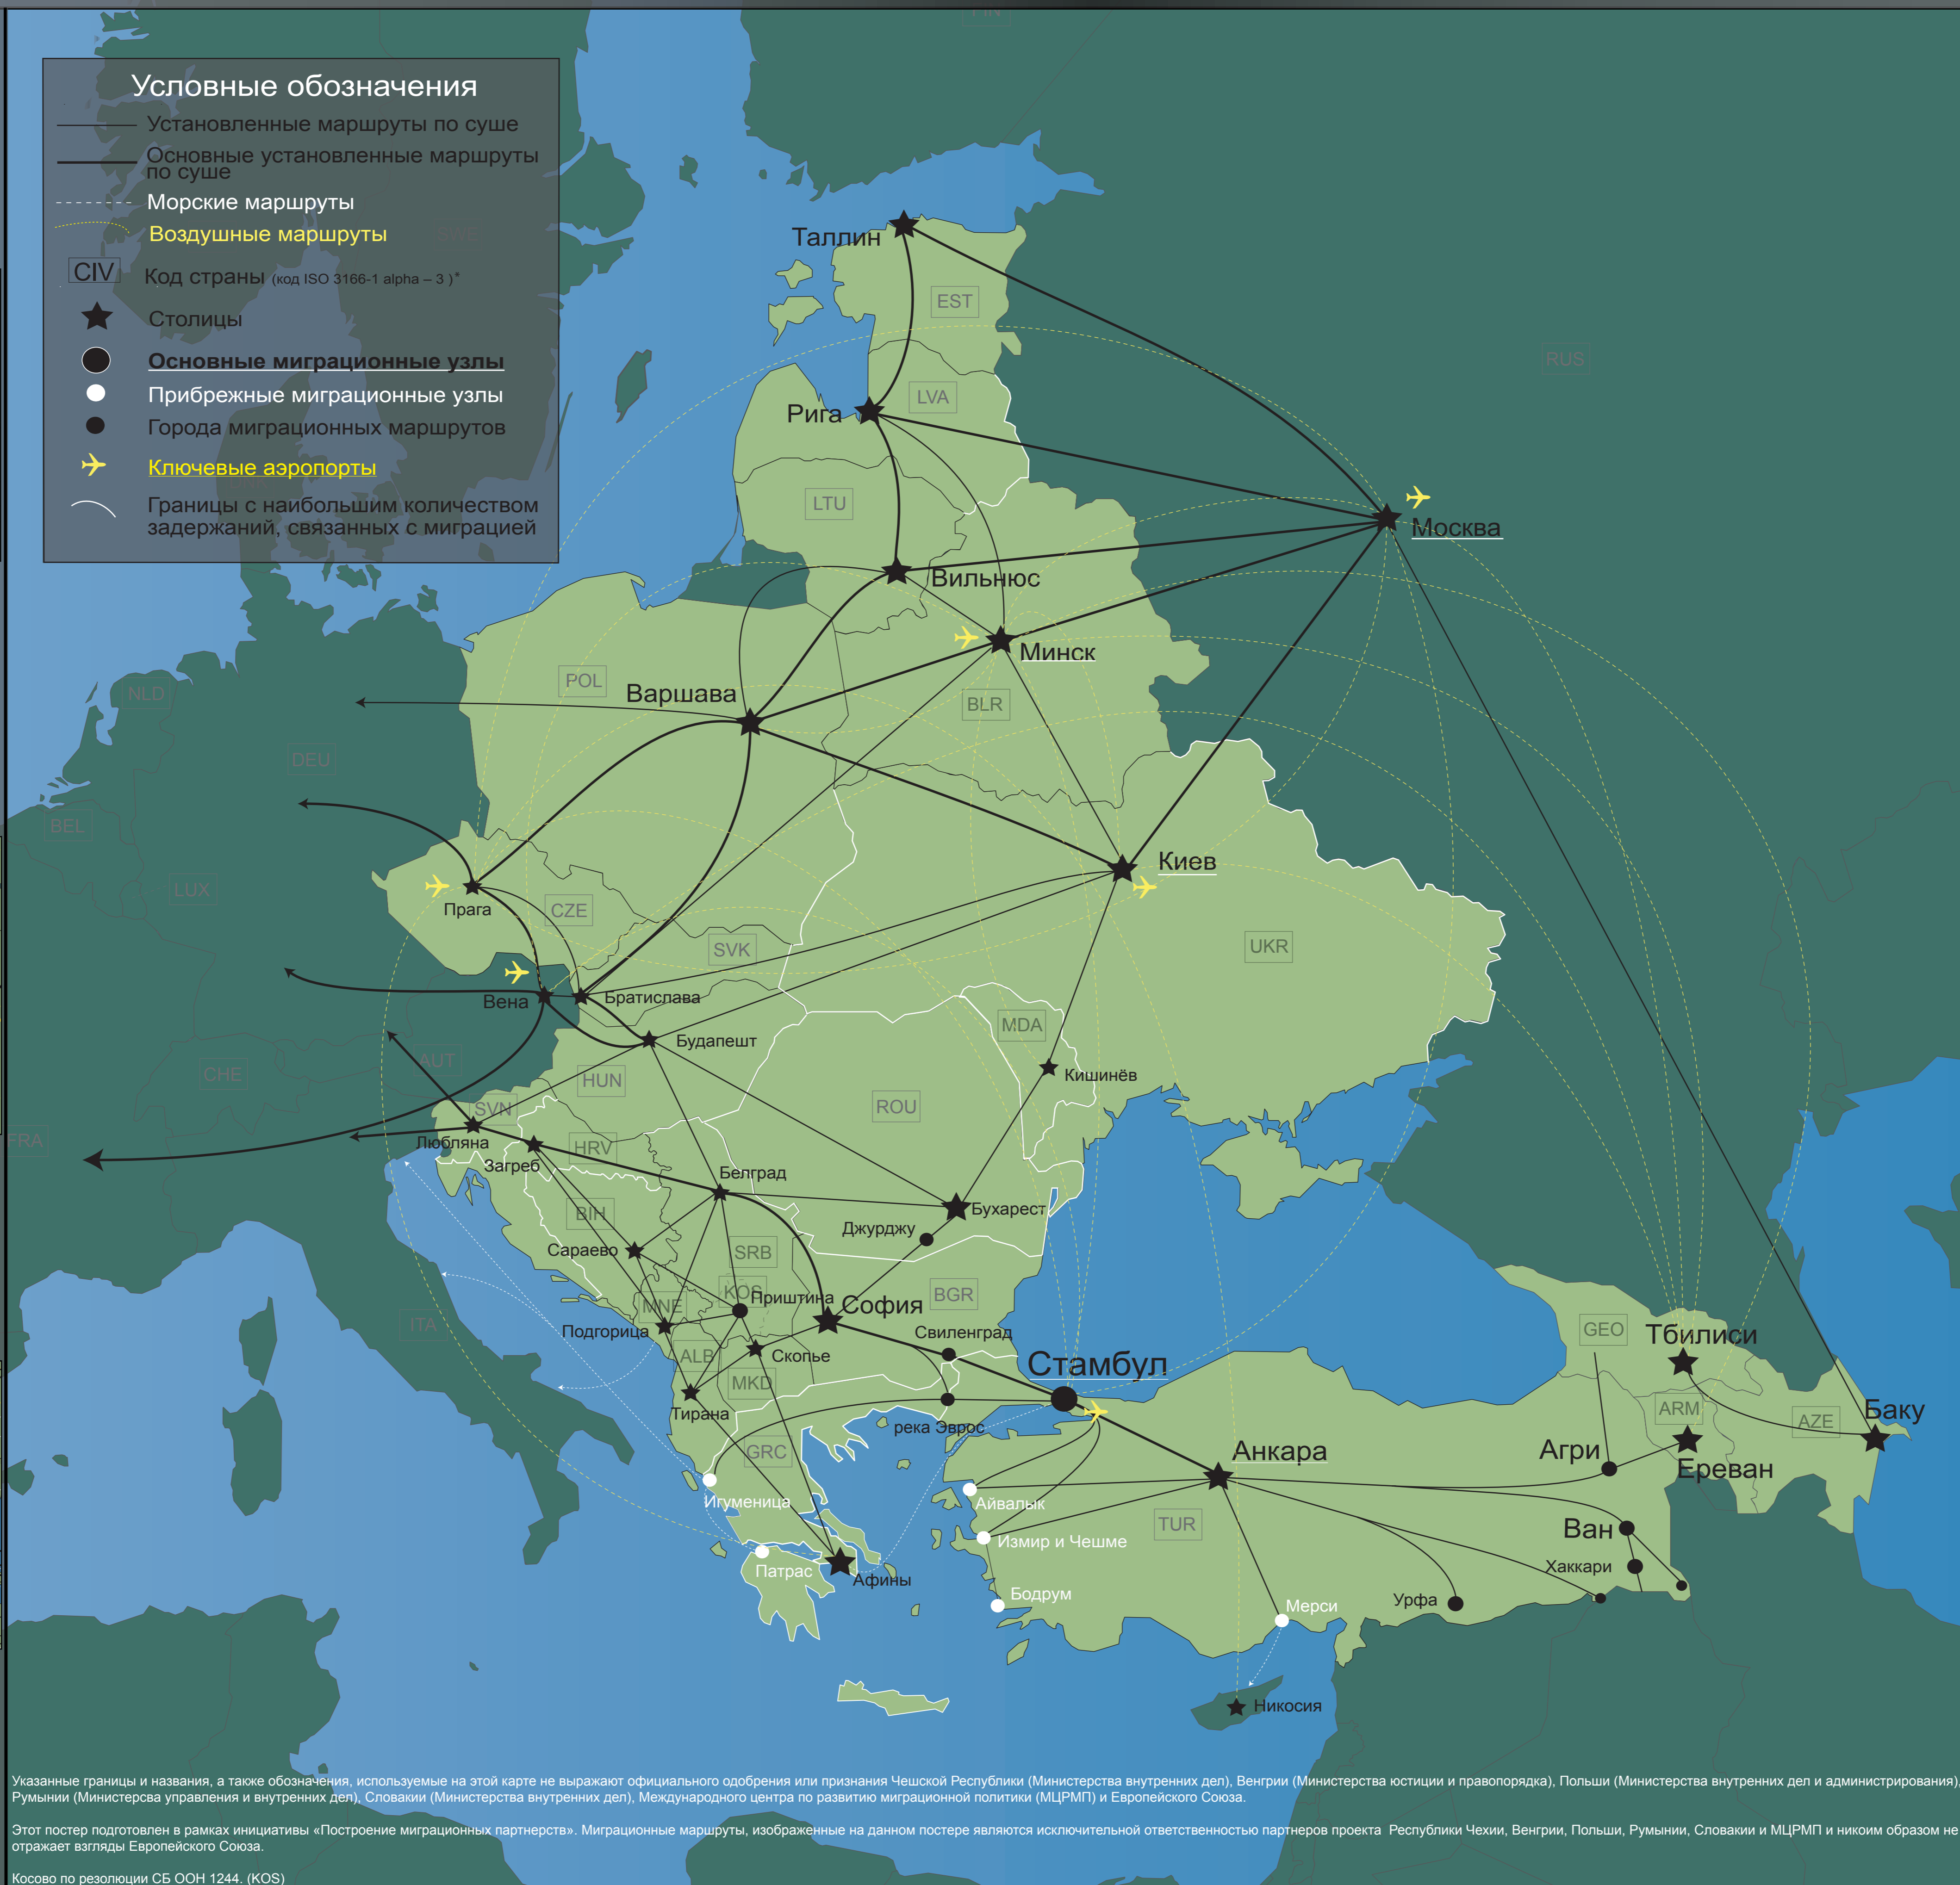 FIN
Условные обозначения
Установленные маршруты по суше
Основные установленные маршруты
по суше
Морские маршруты
Воздушные маршруты
CIV
Код страны (код ISO 3166-1 alpha – 3 )*
Столицы
Основные миграционные узлы
Прибрежные миграционные узлы
Города миграционных маршрутов
Ключевые аэропорты
Границы с наибольшим количеством
задержаний, связанных с миграцией
Таллин
EST
RUS
Рига
LVA
LTU
Москва
Вильнюс
Минск
NLD
POL
Варшава
BLR
DEU
BEL
Киев
LUX
Прага
CZE
SVK
UKR
Вена
Братислава
MDA
Будапешт
AUT
CHE
HUN
Кишинёв
ROU
SVN
FRA
Любляна
HRV
Загреб
Белград
BIH
Бухарест
Джурджу
Сараево
SRB
KOS
Приштина
BGR
MNE
София
ITA
Подгорица
Свиленград
GEO
Тбилиси
ALB
Скопье
Стамбул
MKD
Тирана
река Эврос
ARM
AZE
Баку
GRC
Анкара
Агри
Ереван
Игуменица
Айвалык
TUR
Ван
Измир и Чешме
Хаккари
Патрас
Афины
Бодрум
Урфа
Мерси
Никосия
Указанные границы и названия, а также обозначения, используемые на этой карте не выражают официального одобрения или признания Чешской Республики (Министерства внутренних дел), Венгрии (Министерства юстиции и правопорядка), Польши (Министерства внутренних дел и администрирования),
Румынии (Министерсва управления и внутренних дел), Словакии (Министерства внутренних дел), Международного центра по развитию миграционной политики (МЦРМП) и Европейского Союза.
Этот постер подготовлен в рамках инициативы «Построение миграционных партнерств». Миграционные маршруты, изображенные на данном постере являются исключительной ответственностью партнеров проекта Республики Чехии, Венгрии, Польши, Румынии, Словакии и МЦРМП и никоим образом не
отражает взгляды Европейского Союза.
Косово по резолюции СБ ООН 1244. (KOS)